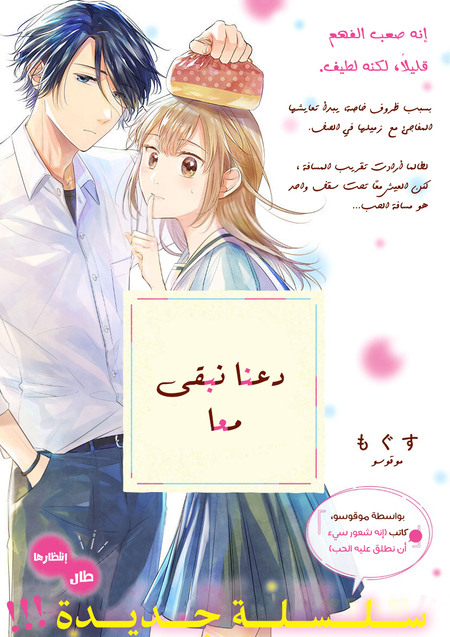 إنه صعب الفهم
قليلاً، لكنه لطيف.
بسبب ظروف خاصة، يبدأ تعايشها
المفاجئ مع زميلها في الصف.
لطالما أرادت تقريب المسافة،
لكن العيش معًا تحت سقف واحد
هو مسافة الحب...
دعنا نبقى
معا
もぐす
موقوسو
بواسطة موقوسو،
كاتب (إنه شعور سيء
أن نطلق عليه الحب)
طال
إنتظارها
سلسلة جديدة !!!